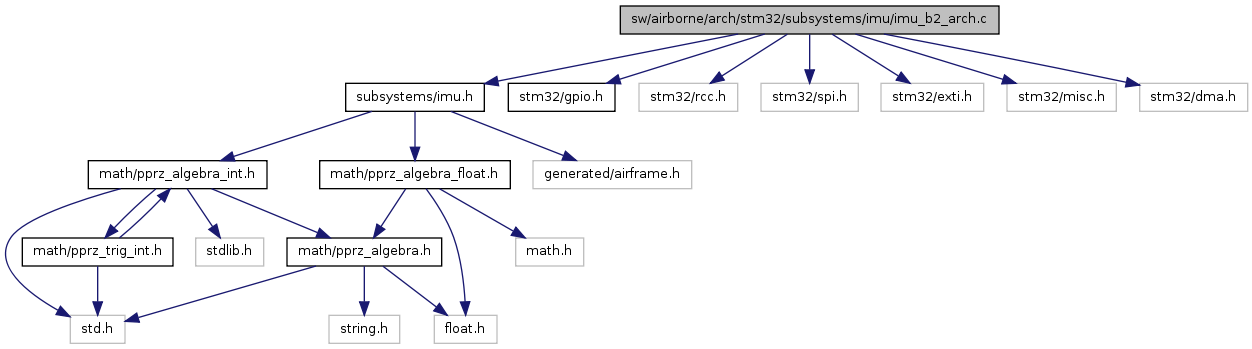 sw/airborne/arch/stm32/subsystems/imu/imu_b2_arch.c
subsystems/imu.h
stm32/gpio.h
stm32/rcc.h
stm32/spi.h
stm32/exti.h
stm32/misc.h
stm32/dma.h
math/pprz_algebra_int.h
math/pprz_algebra_float.h
generated/airframe.h
math/pprz_trig_int.h
stdlib.h
math/pprz_algebra.h
math.h
std.h
string.h
float.h